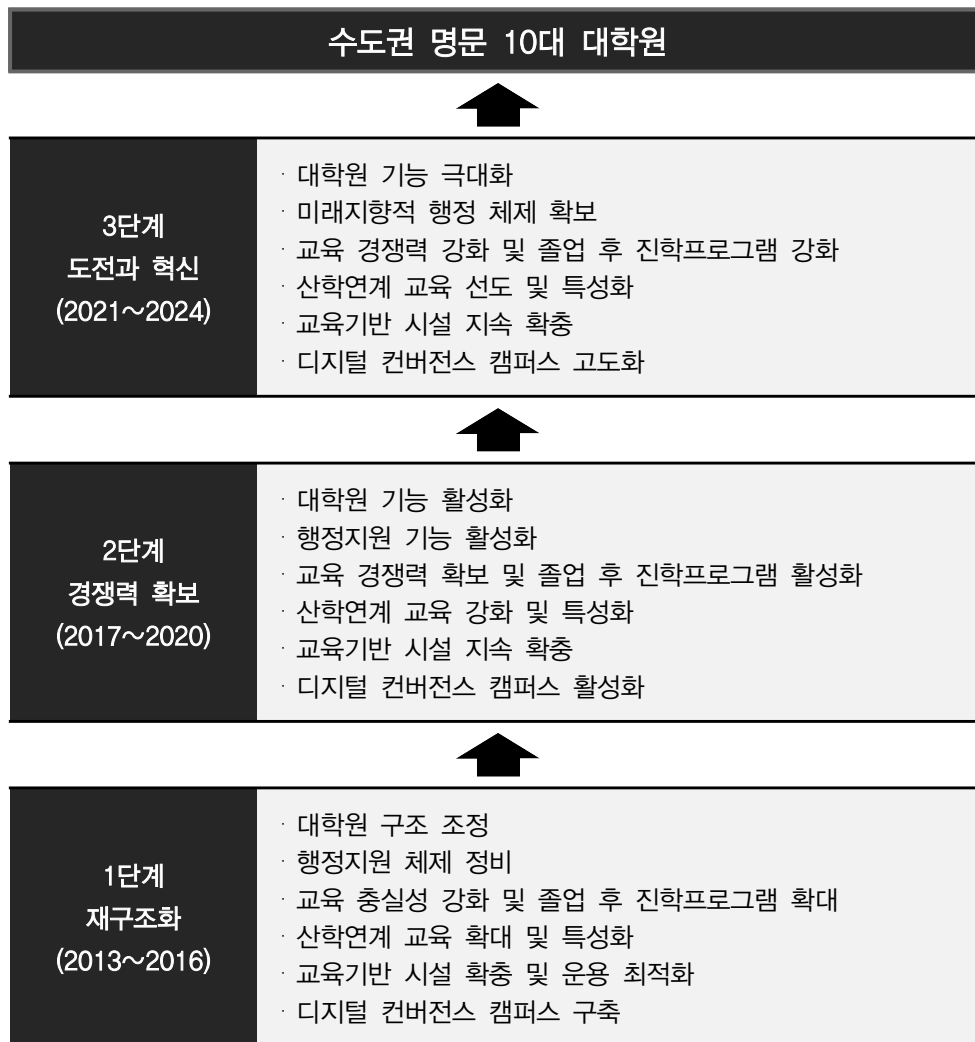 수도권 명문 10대 대학원
3단계
도전과 혁신
(2021~2024)
· 대학원 기능 극대화
· 미래지향적 행정 체제 확보
· 교육 경쟁력 강화 및 졸업 후 진학프로그램 강화
· 산학연계 교육 선도 및 특성화
· 교육기반 시설 지속 확충
· 디지털 컨버전스 캠퍼스 고도화
2단계
경쟁력 확보
(2017~2020)
· 대학원 기능 활성화
· 행정지원 기능 활성화
· 교육 경쟁력 확보 및 졸업 후 진학프로그램 활성화
· 산학연계 교육 강화 및 특성화
· 교육기반 시설 지속 확충
· 디지털 컨버전스 캠퍼스 활성화
1단계
재구조화
(2013~2016)
· 대학원 구조 조정
· 행정지원 체제 정비
· 교육 충실성 강화 및 졸업 후 진학프로그램 확대
· 산학연계 교육 확대 및 특성화
· 교육기반 시설 확충 및 운용 최적화
· 디지털 컨버전스 캠퍼스 구축